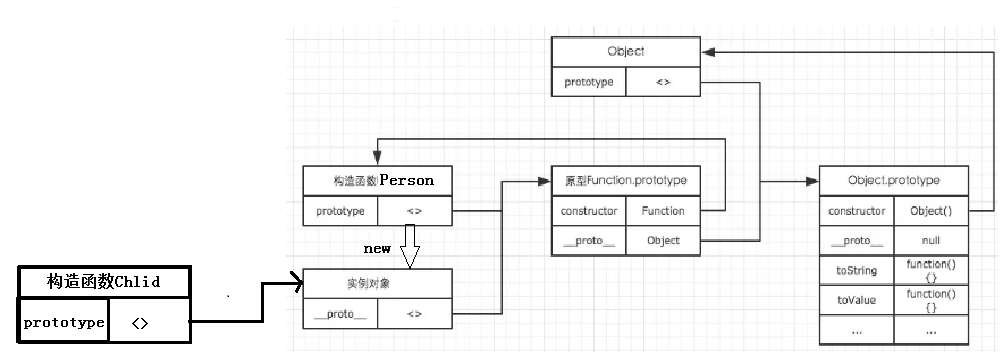 Object
prototype <>
构造函数Person
prototype <>
new
原型Function.prototype
constructor Function
__proto__ Object
Object.prototype
constructor Object()
__proto__ null
toString function() {}
toValue function() {}
... ...
构造函数Chlid
prototype <>
实例对象
__proto__ <>